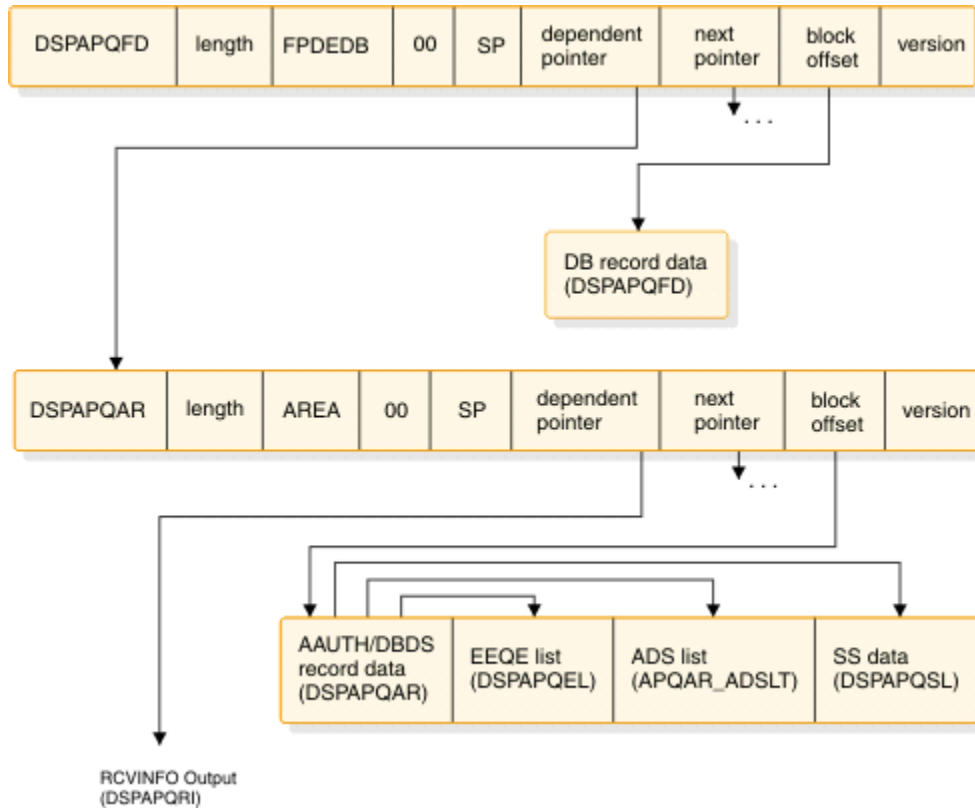 DSPAPQFD length FPDEDB 00 SP dependent pointer next pointer block offset version
. . .
DB record data
(DSPAPQFD)
DSPAPQAR length AREA 00 SP dependent pointer next pointer block offset version
. . .
AAUTH/DBDS
record data
(DSPAPQAR)
EEQE list
(DSPAPQEL)
ADS list
(APQAR_ADSLT)
SS data
(DSPAPQSL)
RCVINFO Output
(DSPAPQRI)